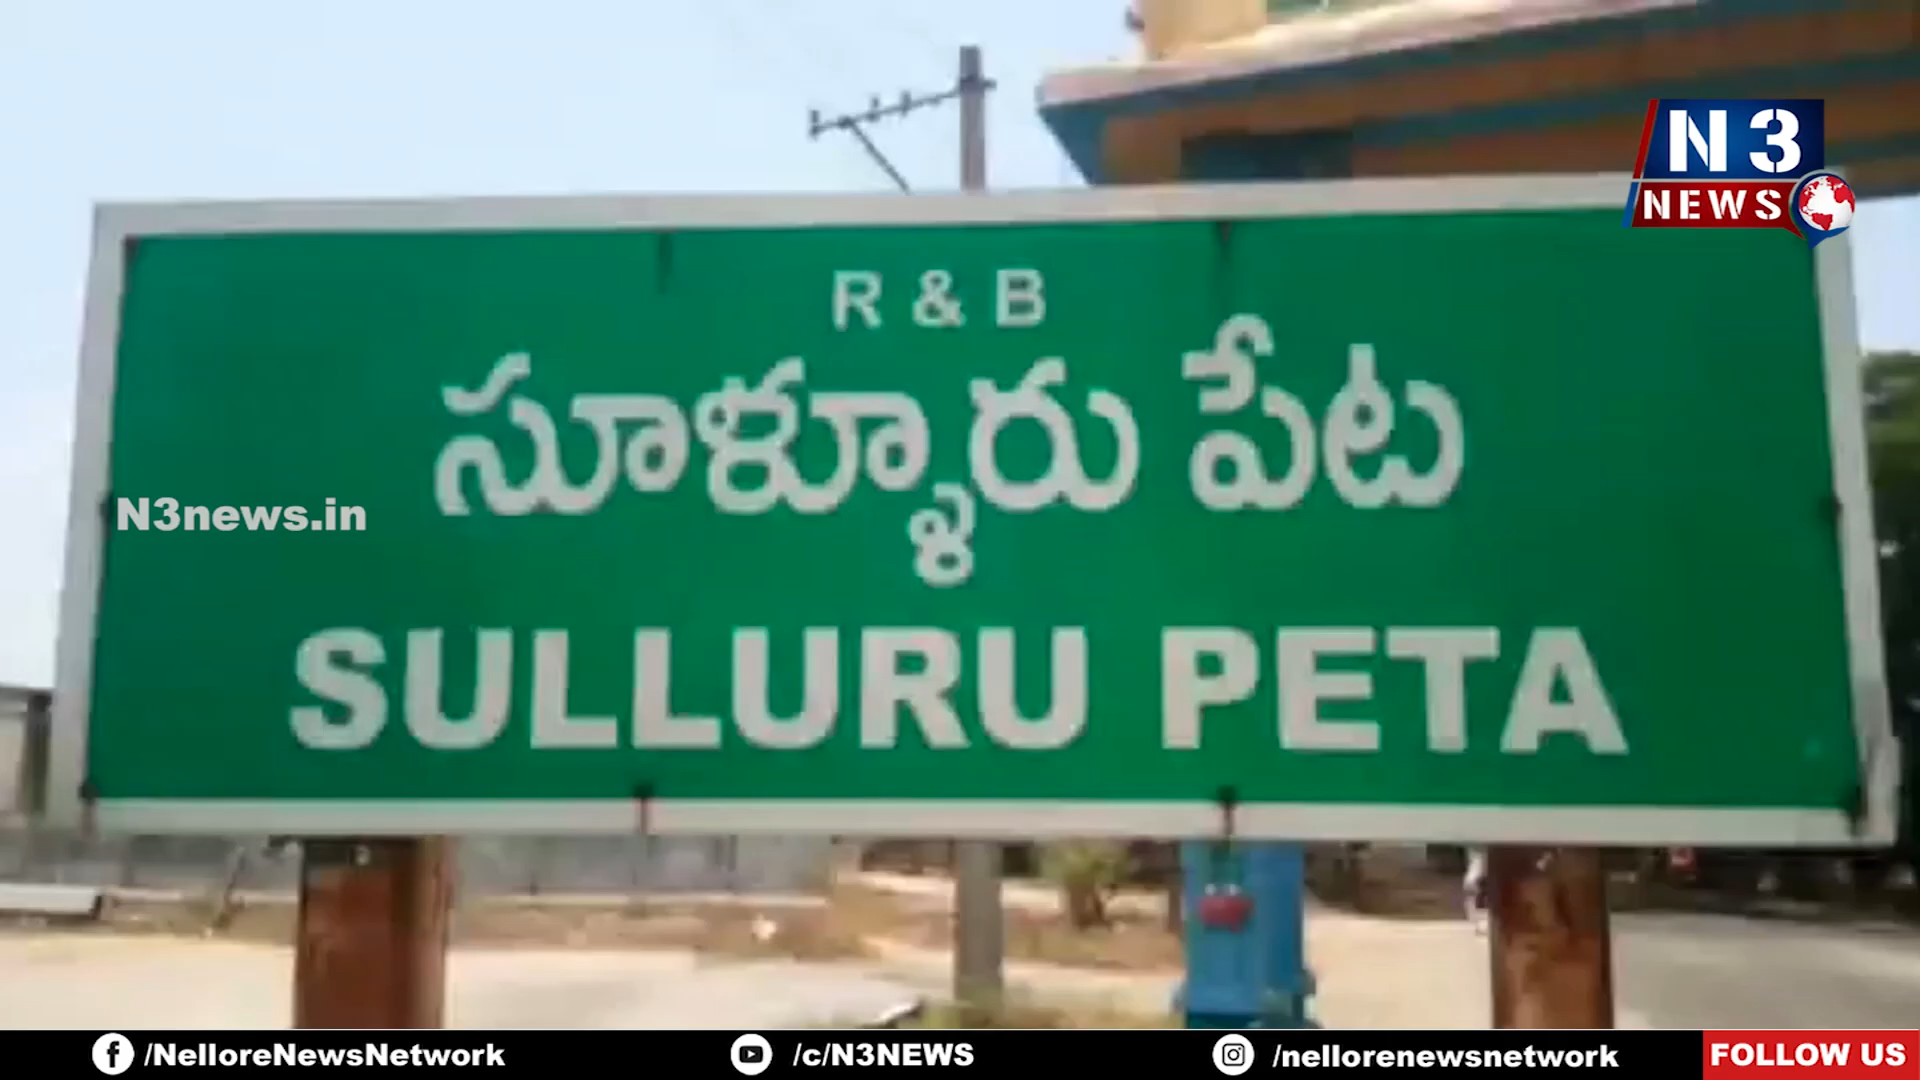 N3
NEWS
R & B
సూళ్ళూరు పేట
N3news.in
SULLURU PETA
/NelloreNewsNetwork
/c/N3NEWS
/nellorenewsnetwork
FOLLOW US